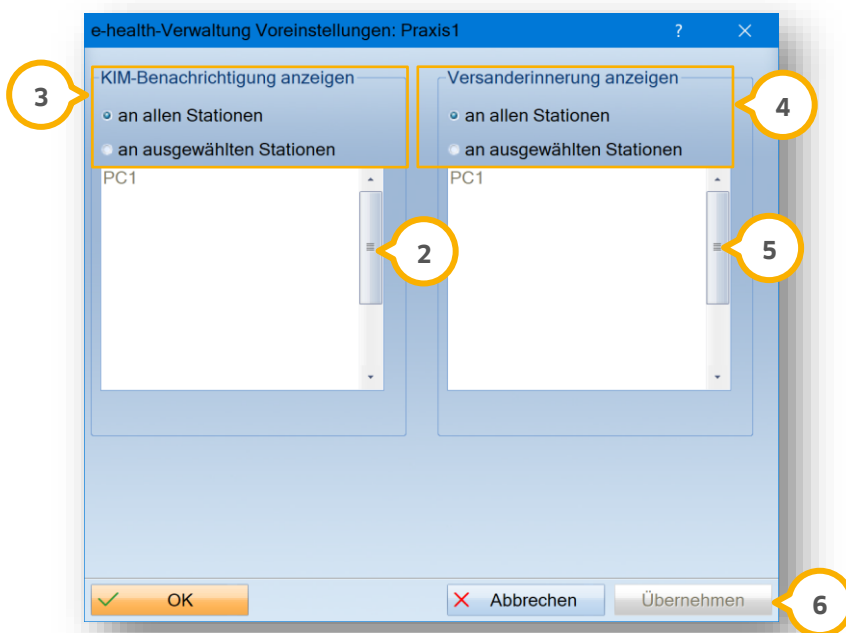 e-health-Verwaltung Voreinstellungen: Praxis1 ?
KIM-Benachrichtigung anzeigen
an allen Stationen
an ausgewählten Stationen
PC1
3
2
Versanderinnerung anzeigen
an allen Stationen
an ausgewählten Stationen
PC1
4
5
OK
Abbrechen
Übernehmen
6